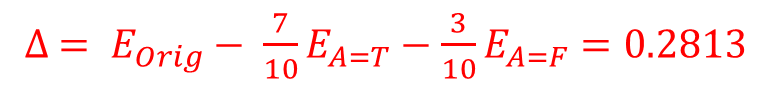 Δ = E_{Orig} − \frac{7}{10} E_{A=T} − \frac{3}{10} E_{A=F} = 0.2813